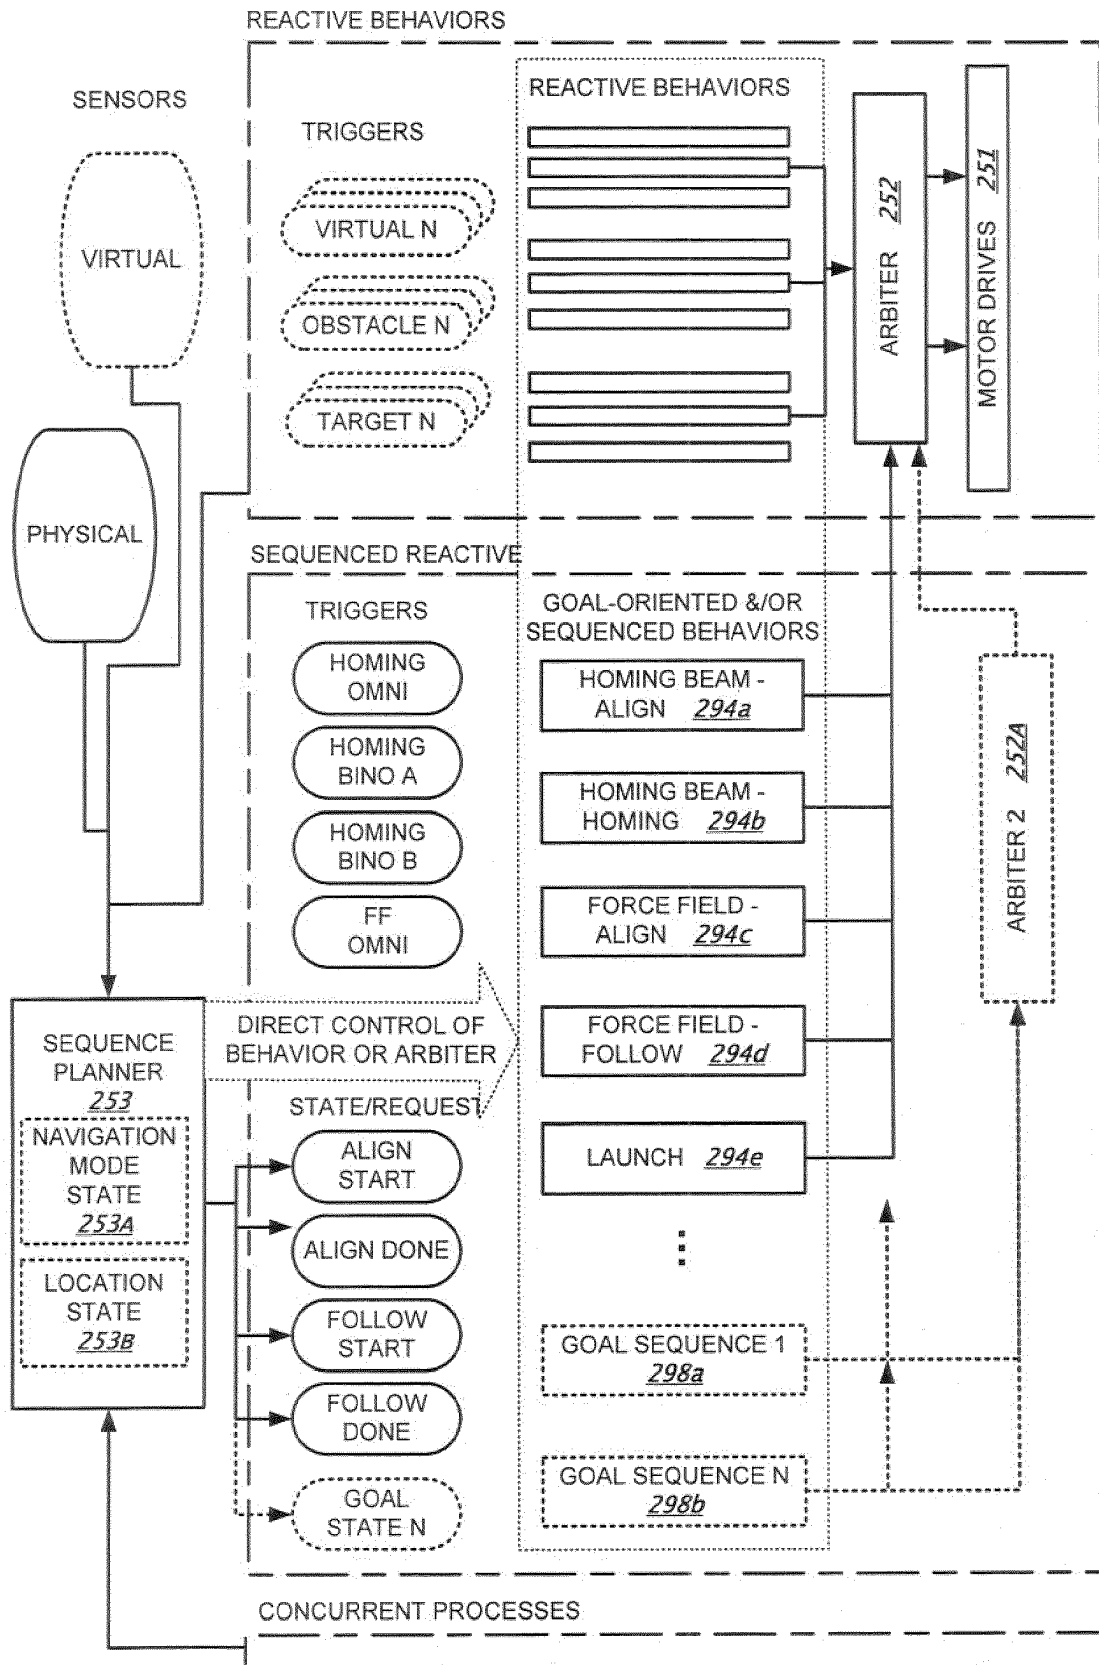 REACTIVE BEHAVIORS
SENSORS
VIRTUAL
PHYSICAL
TRIGGERS
VIRTUAL N
OBSTACLE N
TARGET N
REACTIVE BEHAVIORS
ARBITER 252
MOTOR DRIVES 251
SEQUENCED REACTIVE
TRIGGERS
HOMING
OMNI
HOMING
BINO A
HOMING
BINO B
FF
OMNI
GOAL-ORIENTED &/OR
SEQUENCED BEHAVIORS
HOMING BEAM -
ALIGN 294a
HOMING BEAM -
HOMING 294b
FORCE FIELD -
ALIGN 294c
FORCE FIELD -
FOLLOW 294d
LAUNCH 294e
ARBITER 2 252A
SEQUENCE
PLANNER
253
NAVIGATION
MODE
STATE
253A
LOCATION
STATE
253B
DIRECT CONTROL OF
BEHAVIOR OR ARBITER
STATE/REQUEST
ALIGN
START
ALIGN DONE
FOLLOW
START
FOLLOW
DONE
GOAL
STATE N
GOAL SEQUENCE 1
298a
GOAL SEQUENCE N
298b
CONCURRENT PROCESSES